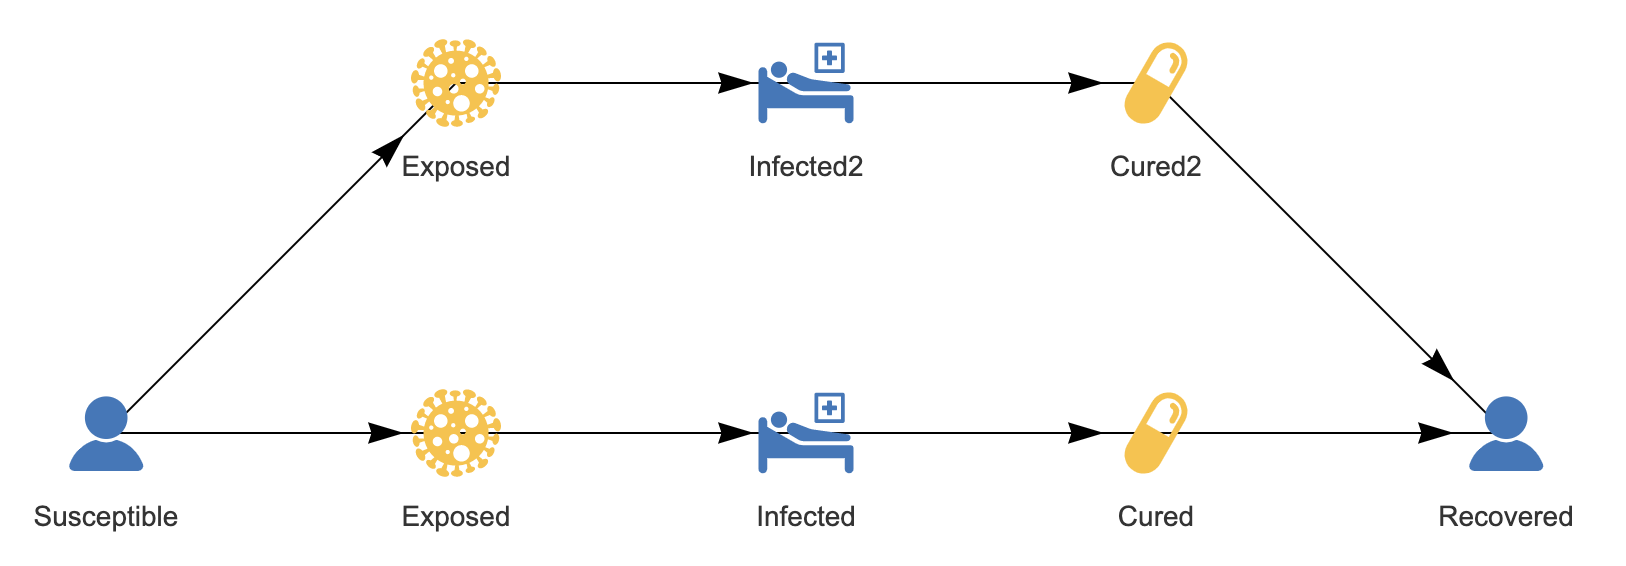 Exposed
Infected2
Cured2
Susceptible
Exposed
Infected
Cured
Recovered